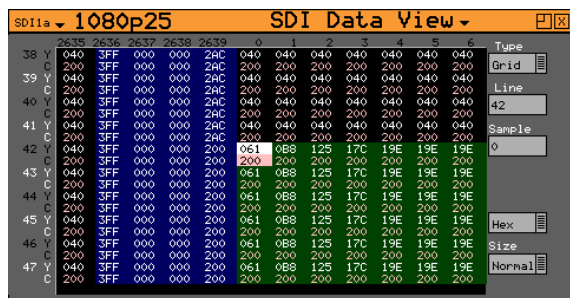 SDI1a 1080p25 SDI Data View
2635 2636 2637 2638 2639 0 1 2 3 4 5 6 Type
38 Y 040 3FF 000 000 2AC 040 040 040 040 040 040 040
C 200 3FF 000 000 2AC 200 200 200 200 200 200 200 Grid
39 Y 040 3FF 000 000 2AC 040 040 040 040 040 040 040
C 200 3FF 000 000 2AC 200 200 200 200 200 200 200 Line
40 Y 040 3FF 000 000 2AC 040 040 040 040 040 040 040
C 200 3FF 000 000 2AC 200 200 200 200 200 200 200 42
41 Y 040 3FF 000 000 2AC 040 040 040 040 040 040 040
C 200 3FF 000 000 2AC 200 200 200 200 200 200 200 Sample
42 Y 040 3FF 000 000 200 061 0B8 125 17C 19E 19E 19E 0
C 200 3FF 000 000 200 200 200 200 200 200 200 200
43 Y 040 3FF 000 000 200 061 0B8 125 17C 19E 19E 19E
C 200 3FF 000 000 200 200 200 200 200 200 200 200
44 Y 040 3FF 000 000 200 061 0B8 125 17C 19E 19E 19E
C 200 3FF 000 000 200 200 200 200 200 200 200 200
45 Y 040 3FF 000 000 200 061 0B8 125 17C 19E 19E 19E
C 200 3FF 000 000 200 200 200 200 200 200 200 200 Hex
46 Y 040 3FF 000 000 200 061 0B8 125 17C 19E 19E 19E Size
C 200 3FF 000 000 200 200 200 200 200 200 200 200
47 Y 040 3FF 000 000 200 061 0B8 125 17C 19E 19E 19E Normal
C 200 3FF 000 000 200 200 200 200 200 200 200 200